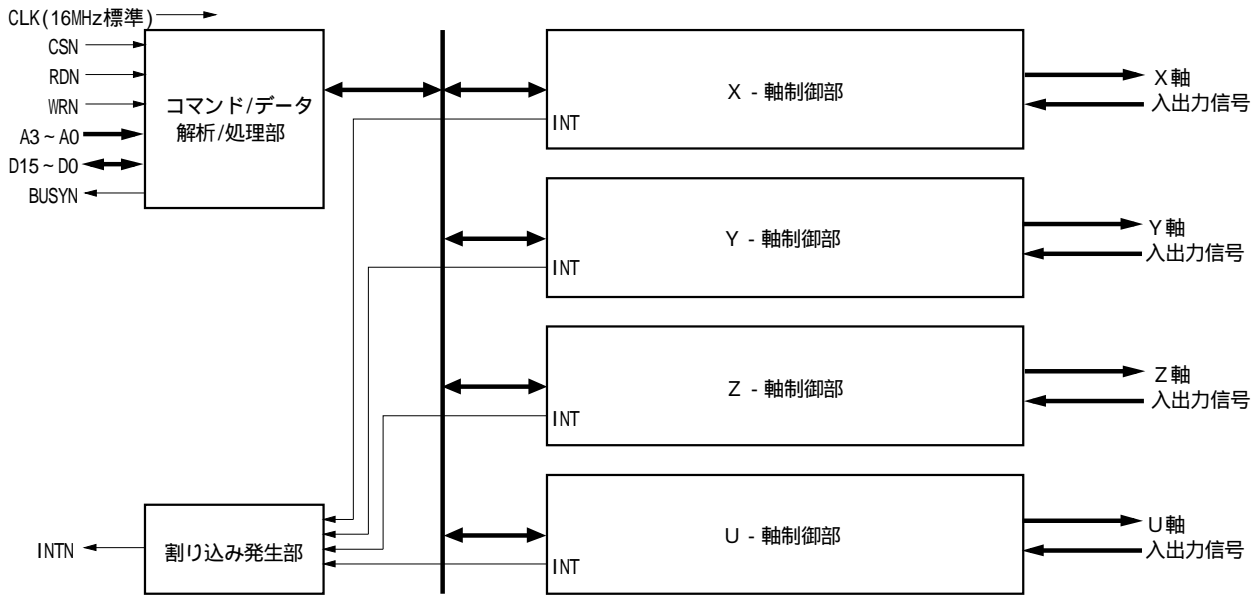 CLK(16MHz標準)
CSN
RDN
WRN
A3~A0
D15~D0
BUSYN
コマンド/データ
解析/処理部
X - 軸制御部
INT
X軸
入出力信号
Y - 軸制御部
INT
Y軸
入出力信号
Z - 軸制御部
INT
Z軸
入出力信号
INTN
割り込み発生部
U - 軸制御部
INT
U軸
入出力信号